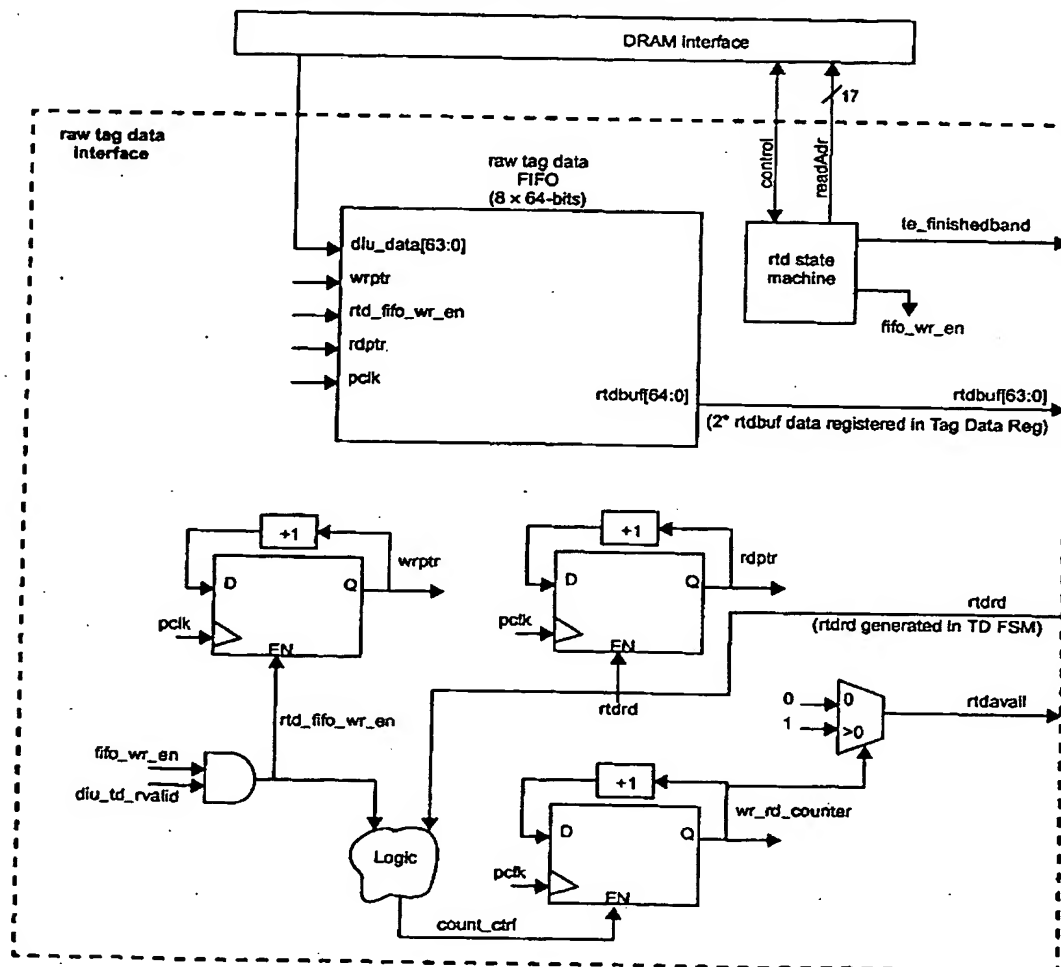 DRAM interface
17
raw tag data
interface
control
readAdr
raw tag data
FIFO
(8 × 64-bits)
diu_data[63:0]
wrptr
rtd_fifo_wr_en
rdptr
pclk
rtdbuf[64:0]
rtd state
machine
te_finishedband
fifo_wr_en
rtdbuf[63:0]
(2* rtdbuf data registered in Tag Data Reg)
+1
wrptr
D
Q
pclk
EN
rtd_fifo_wr_en
+1
rdptr
D
Q
pclk
EN
rtdrd
rtdrd
(rtdrd generated in TD FSM)
0
0
1
>0
rtdavail
fifo_wr_en
diu_td_rvalid
Logic
count_ctrl
+1
wr_rd_counter
D
Q
pclk
EN